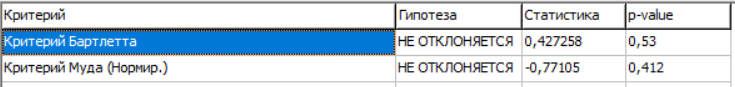 Критерий Гипотеза Статистика p-value
Критерий Бартлетта НЕ ОТКЛОНЯЕТСЯ 0,427258 0,53
Критерий Муда (Нормир.) НЕ ОТКЛОНЯЕТСЯ -0,77105 0,412